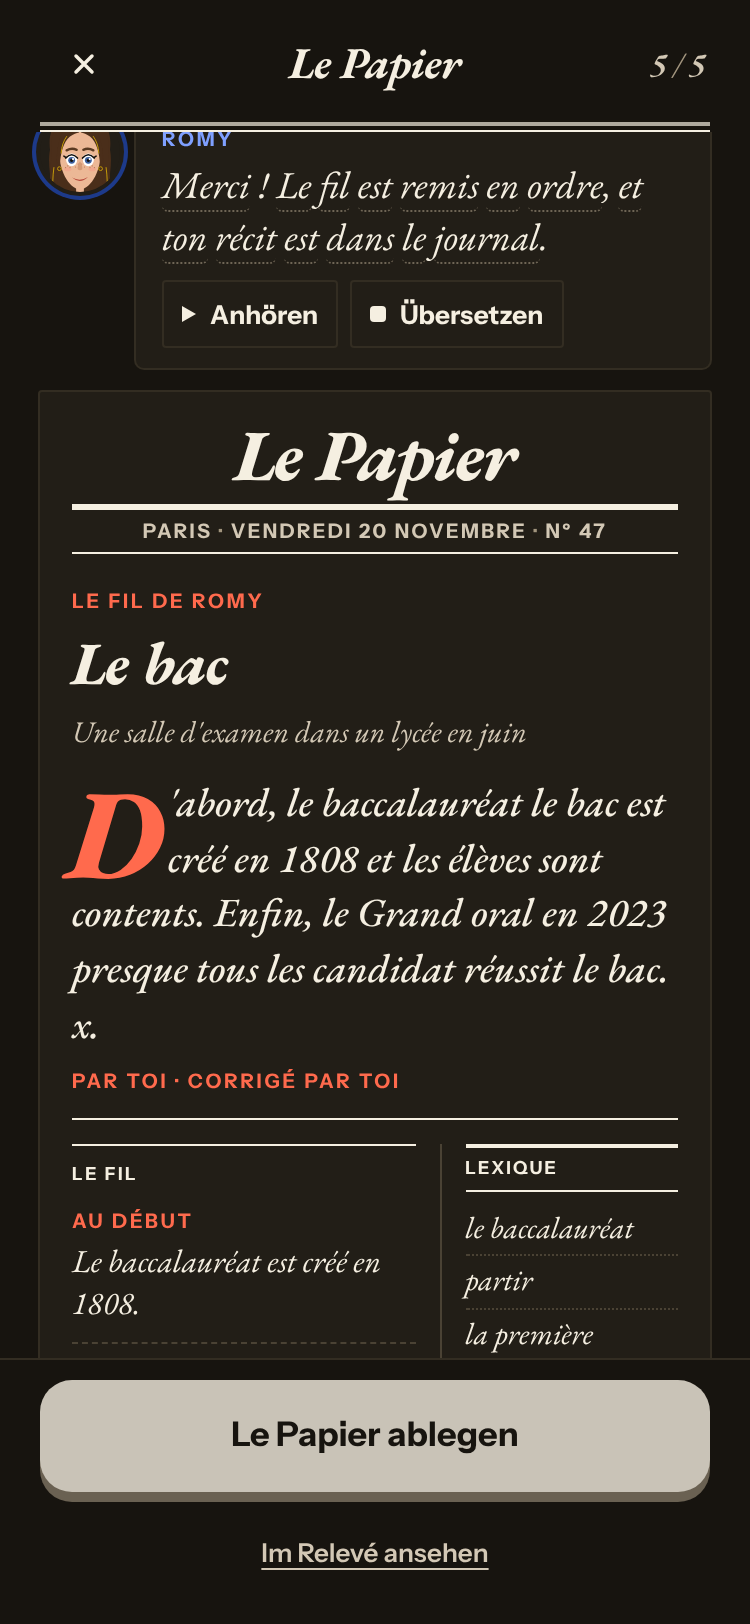 Le Papier
5 / 5
ROMY
Merci ! Le fil est remis en ordre, et
ton récit est dans le journal.
Anhören
Übersetzen
Le Papier
PARIS · VENDREDI 20 NOVEMBRE · N° 47
LE FIL DE ROMY
Le bac
Une salle d'examen dans un lycée en juin
D'abord, le baccalauréat le bac est
créé en 1808 et les élèves sont
contents. Enfin, le Grand oral en 2023
presque tous les candidat réussit le bac.
x.
PAR TOI · CORRIGÉ PAR TOI
LE FIL
AU DÉBUT
Le baccalauréat est créé en
1808.
LEXIQUE
le baccalauréat
partir
la première
Le Papier ablegen
Im Relevé ansehen